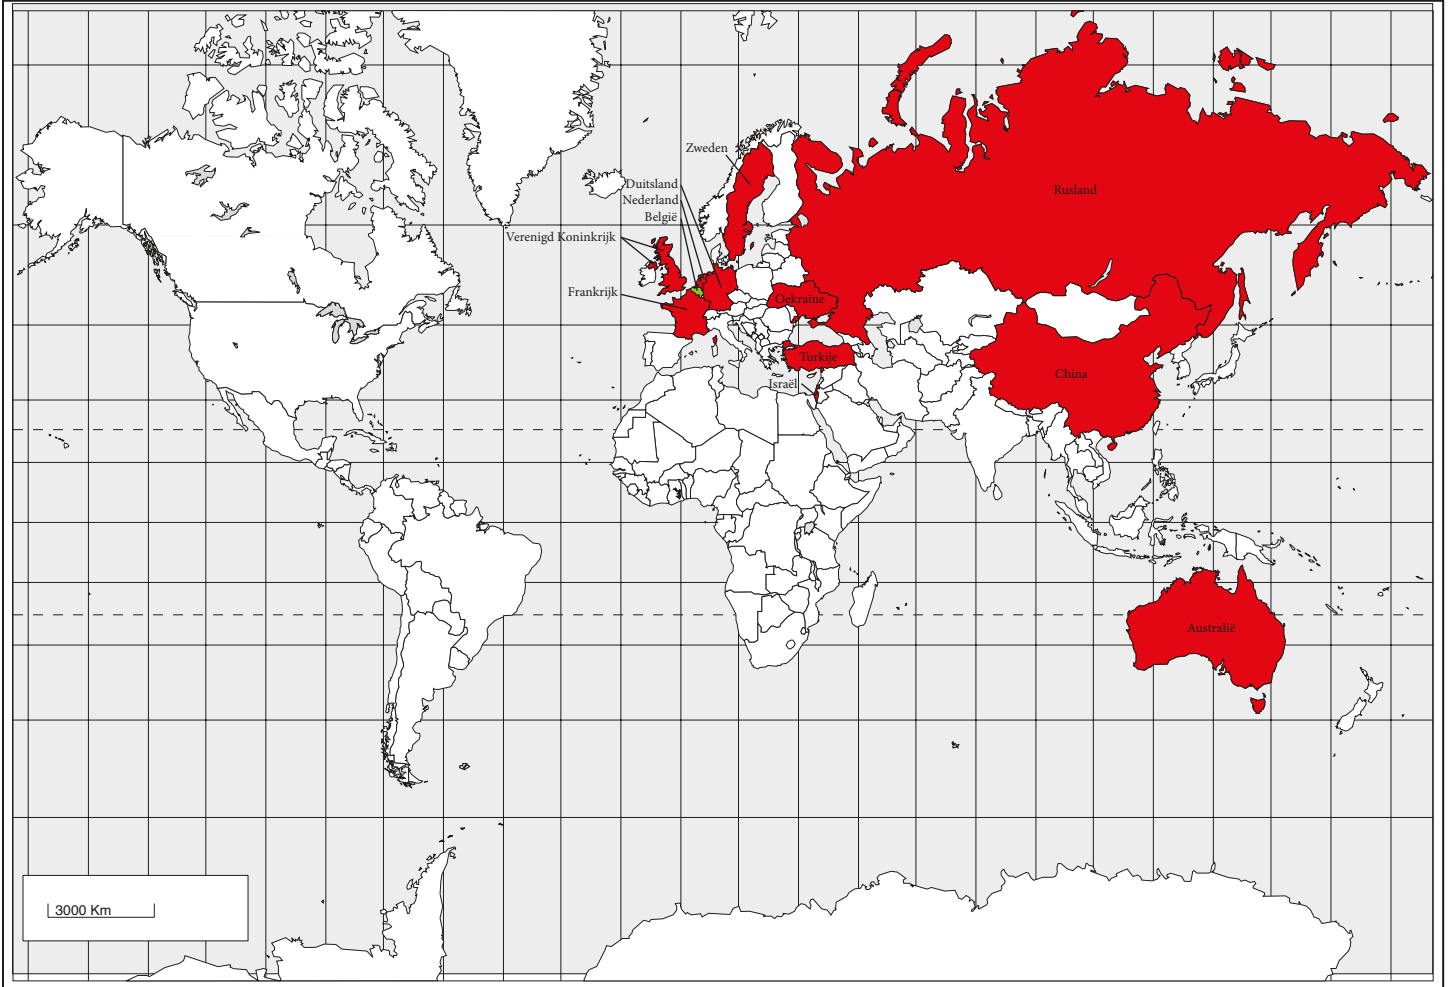 Zweden
Duitsland
Nederland
België
Verenigd Koninkrijk
Frankrijk
Rusland
Oekraïne
Turkije
Israël
China
Australië
3000 Km